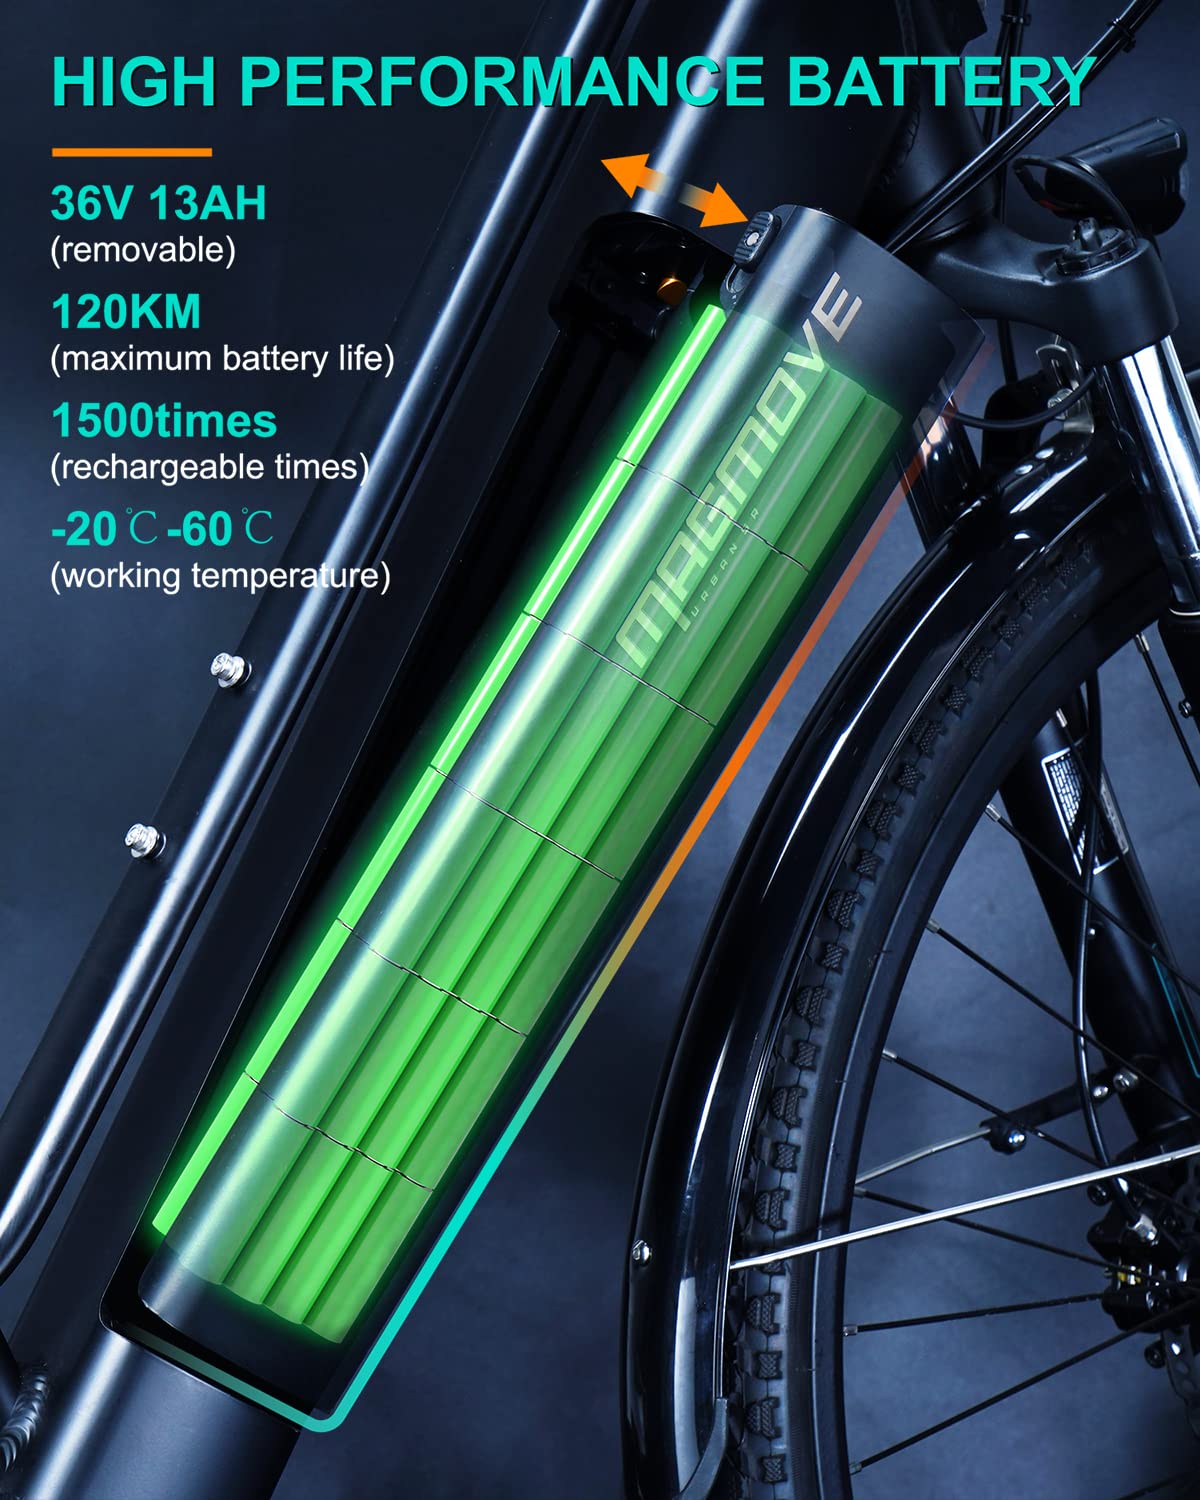 HIGH PERFORMANCE BATTERY
36V 13AH
(removable)
120KM
(maximum battery life)
1500times
(rechargeable times)
-20℃-60℃
(working temperature)
MAGMOVE